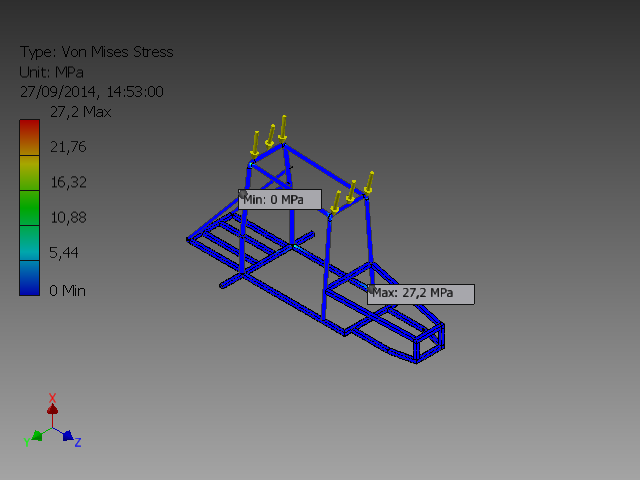 Type: Von Mises Stress
Unit: MPa
27/09/2014, 14:53:00
27,2 Max
21,76
16,32
10,88
5,44
0 Min
Min: 0 MPa
Max: 27,2 MPa
X
Y
Z